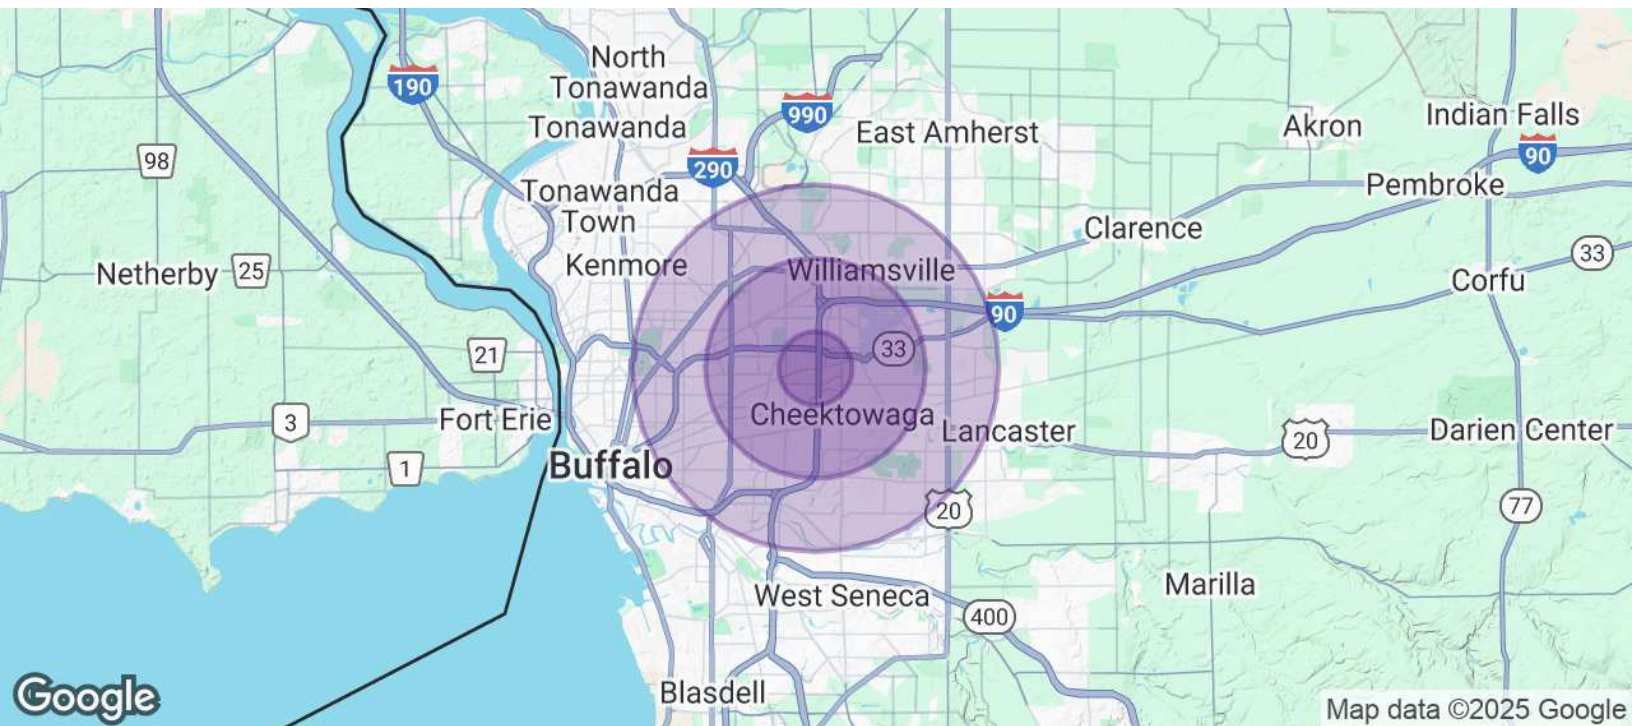 North
Tonawanda
190
990
Indian Falls
Akron
Tonawanda
East Amherst
90
98
290
Pembroke
Tonawanda
Town
Clarence
33
Kenmore
Williamsville
Netherby
25
Corfu
90
21
33
Cheektowaga
Fort Erie
3
Lancaster
20
Darien Center
Buffalo
1
20
77
Marilla
West Seneca
400
Blasdell
Google
Map data ©2025 Google